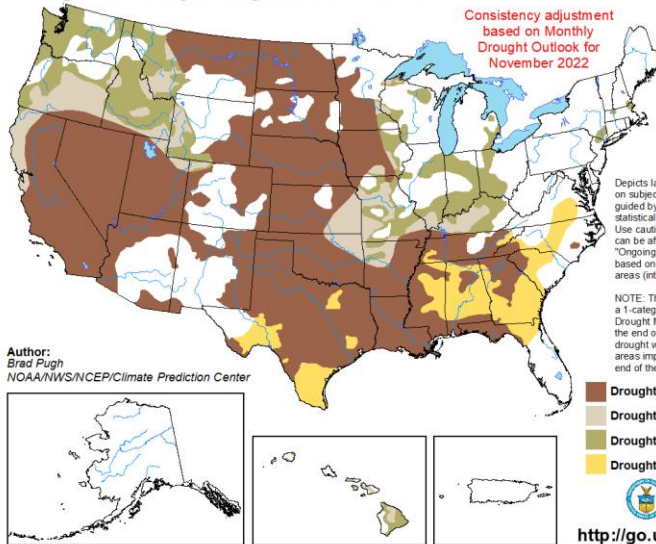 Consistency adjustment
based on Monthly
Drought Outlook for
November 2022
Depicts la
on subjec
guided by
statistical
Use cauti
can be af
"Ongoing
based on
areas (int
NOTE: Th
a 1-categ
Drought M
the end o
drought w
areas imp
end of the
Author:
Brad Pugh
NOAA/NWS/NCEP/Climate Prediction Center
Drought
Drought
Drought
Drought
http://go.u